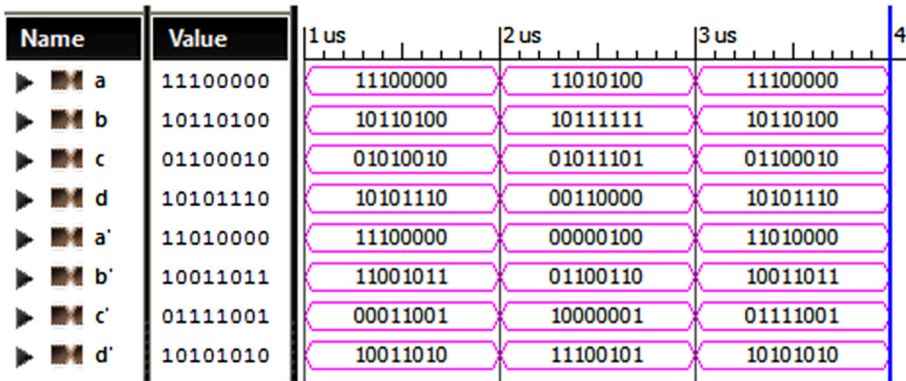 Name Value 1 us 2 us 3 us 4
a 11100000 11100000 11010100 11100000
b 10110100 10110100 10111111 10110100
c 01100010 01010010 01011101 01100010
d 10101110 10101110 00110000 10101110
a' 11010000 11100000 00000100 11010000
b' 10011011 11001011 01100110 10011011
c' 01111001 00011001 10000001 01111001
d' 10101010 10011010 11100101 10101010